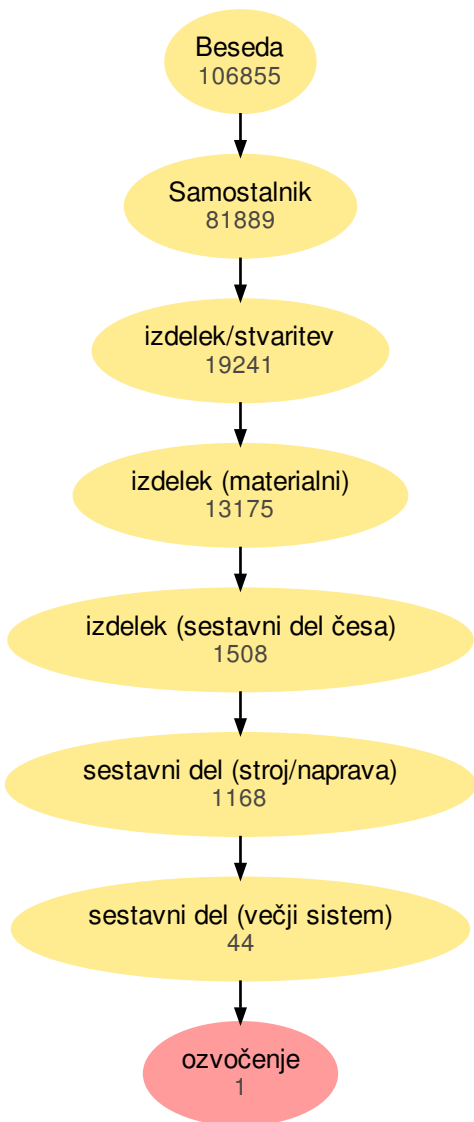 Beseda
106855
Samostalnik
81889
izdelek/stvaritev
19241
izdelek (materialni)
13175
izdelek (sestavni del česa)
1508
sestavni del (stroj/naprava)
1168
sestavni del (večji sistem)
44
ozvočenje
1